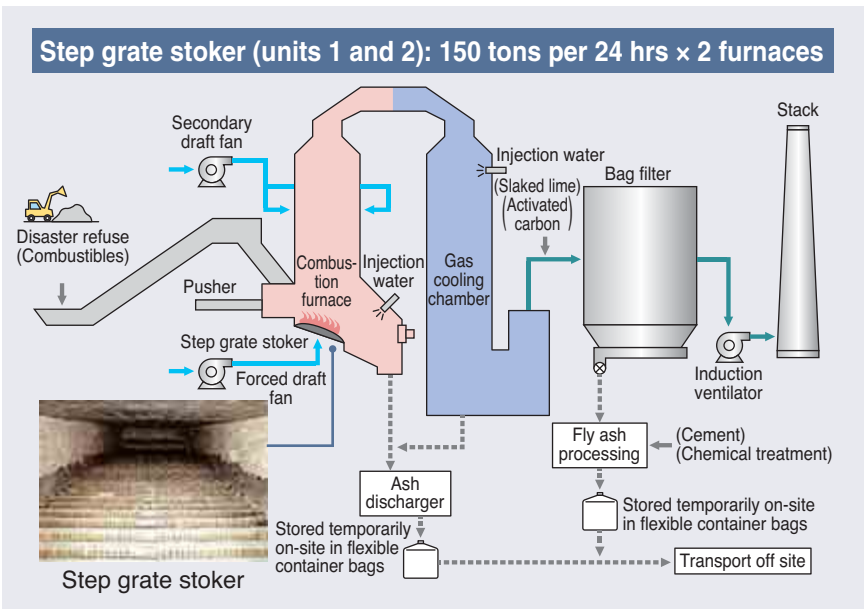 Step grate stoker (units 1 and 2): 150 tons per 24 hrs × 2 furnaces
Stack
Secondary
draft fan
Injection water
(Slaked lime)
(Activated
carbon)
Bag filter
Disaster refuse
(Combustibles)
Pusher
Combus-
tion
furnace
Injection
water
Gas
cooling
chamber
Step grate stoker
Forced draft
fan
Induction
ventilator
Fly ash
processing
(Cement)
(Chemical treatment)
Ash
discharger
Stored temporarily
on-site in flexible
container bags
Stored temporarily on-site
in flexible container bags
Transport off site
Step grate stoker